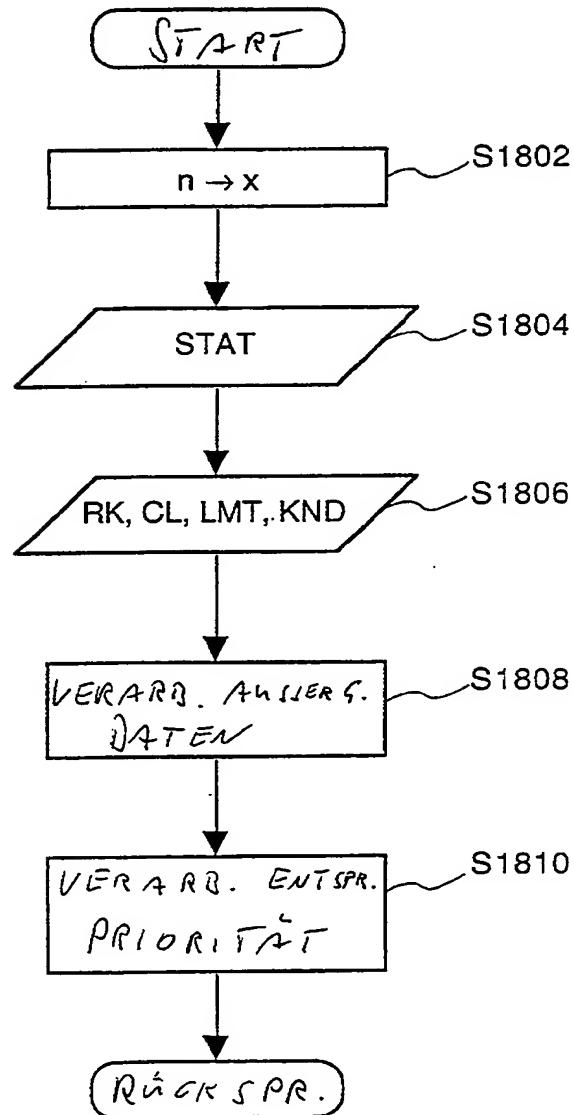 START
n → x
S1802
STAT
S1804
RK, CL, LMT, KND
S1806
VERARB. AUSSERG.
DATEN
S1808
VERARB. ENTSPR.
PRIORITÄT
S1810
RÜCKSPR.